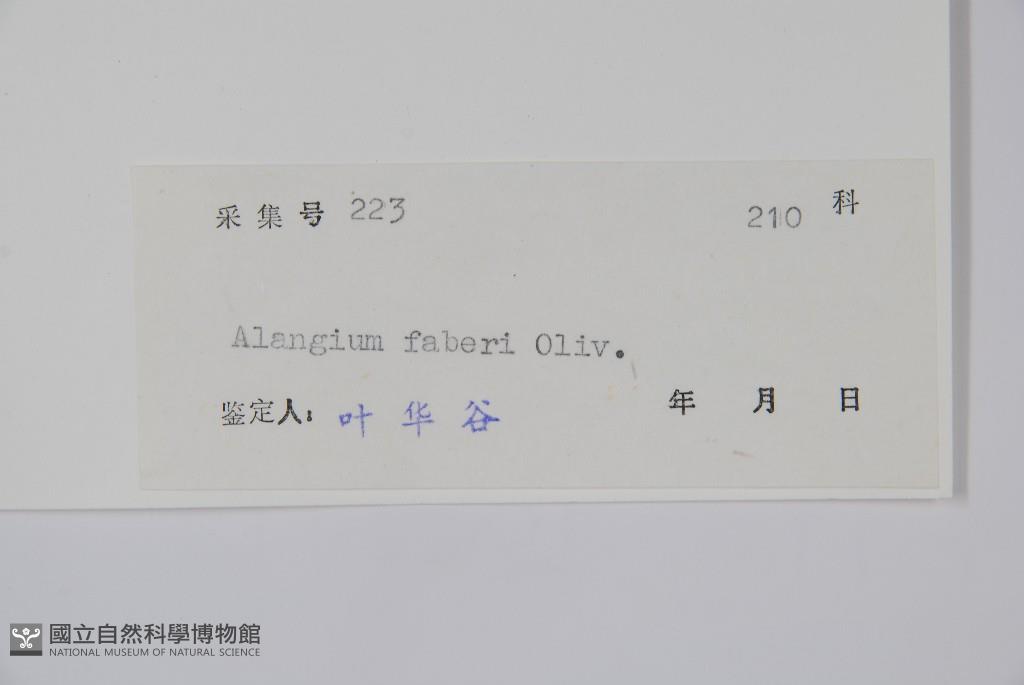 采集号 223 210 科
Alangium faberi Oliv.
鉴定人: 叶华谷 年 月 日
國立自然科學博物館
NATIONAL MUSEUM OF NATURAL SCIENCE